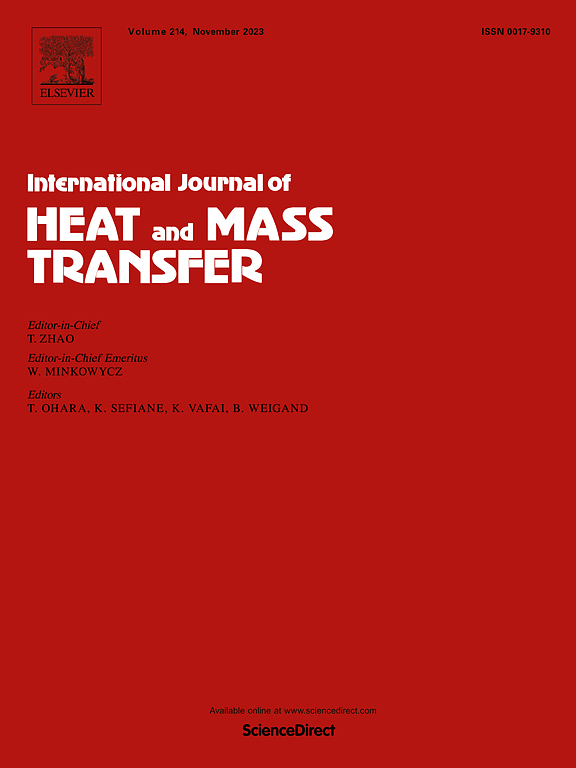 Volume 214, November 2023
ISSN 0017-9310
ELSEVIER
International Journal of
HEAT and MASS
TRANSFER
Editor-in-Chief
T. ZHAO
Editor-in-Chief Emeritus
W. MINKOWYCZ
Editors
T. OHARA, K. SEFIANE, K. VAFAI, B. WEIGAND
Available online at www.sciencedirect.com
ScienceDirect